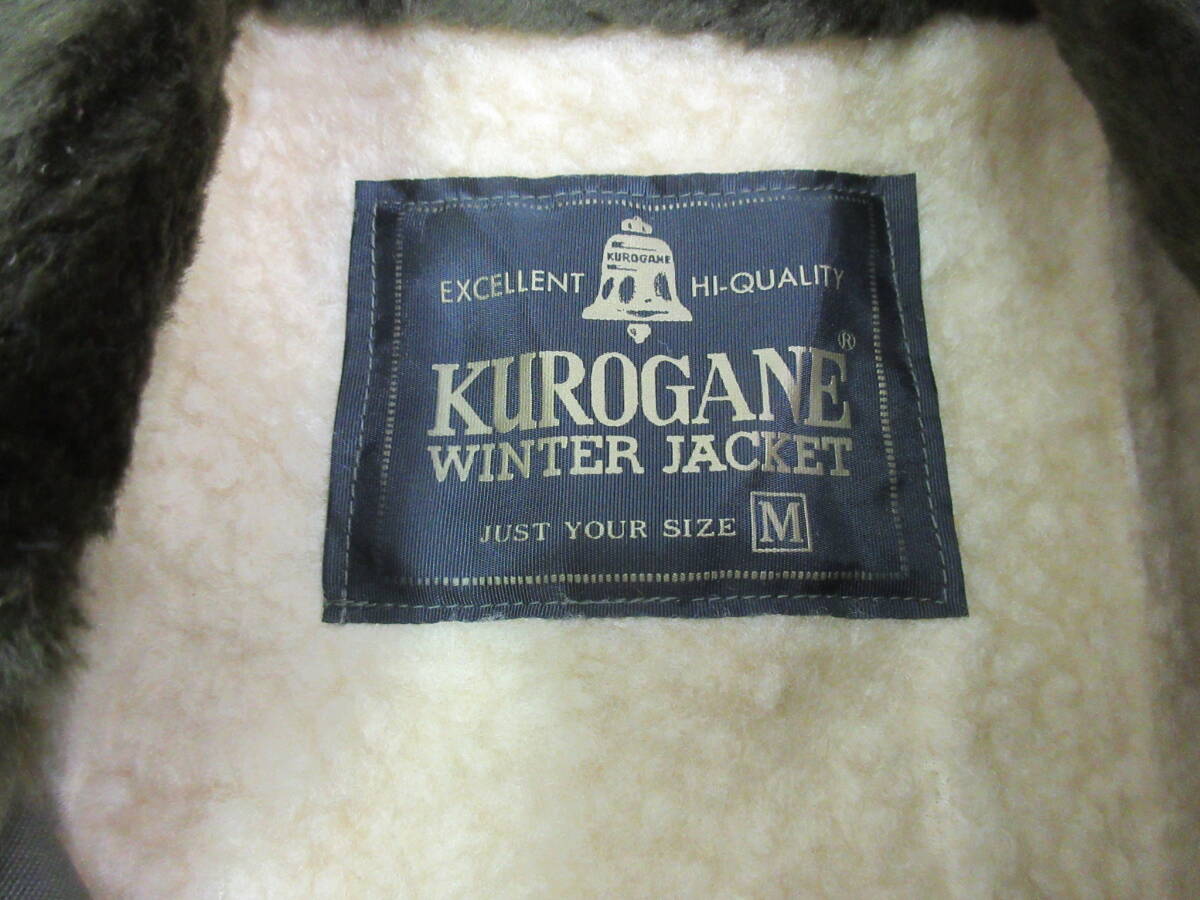 KUROGANE
EXCELLENT HI-QUALITY
KUROGANE®
WINTER JACKET
JUST YOUR SIZE M